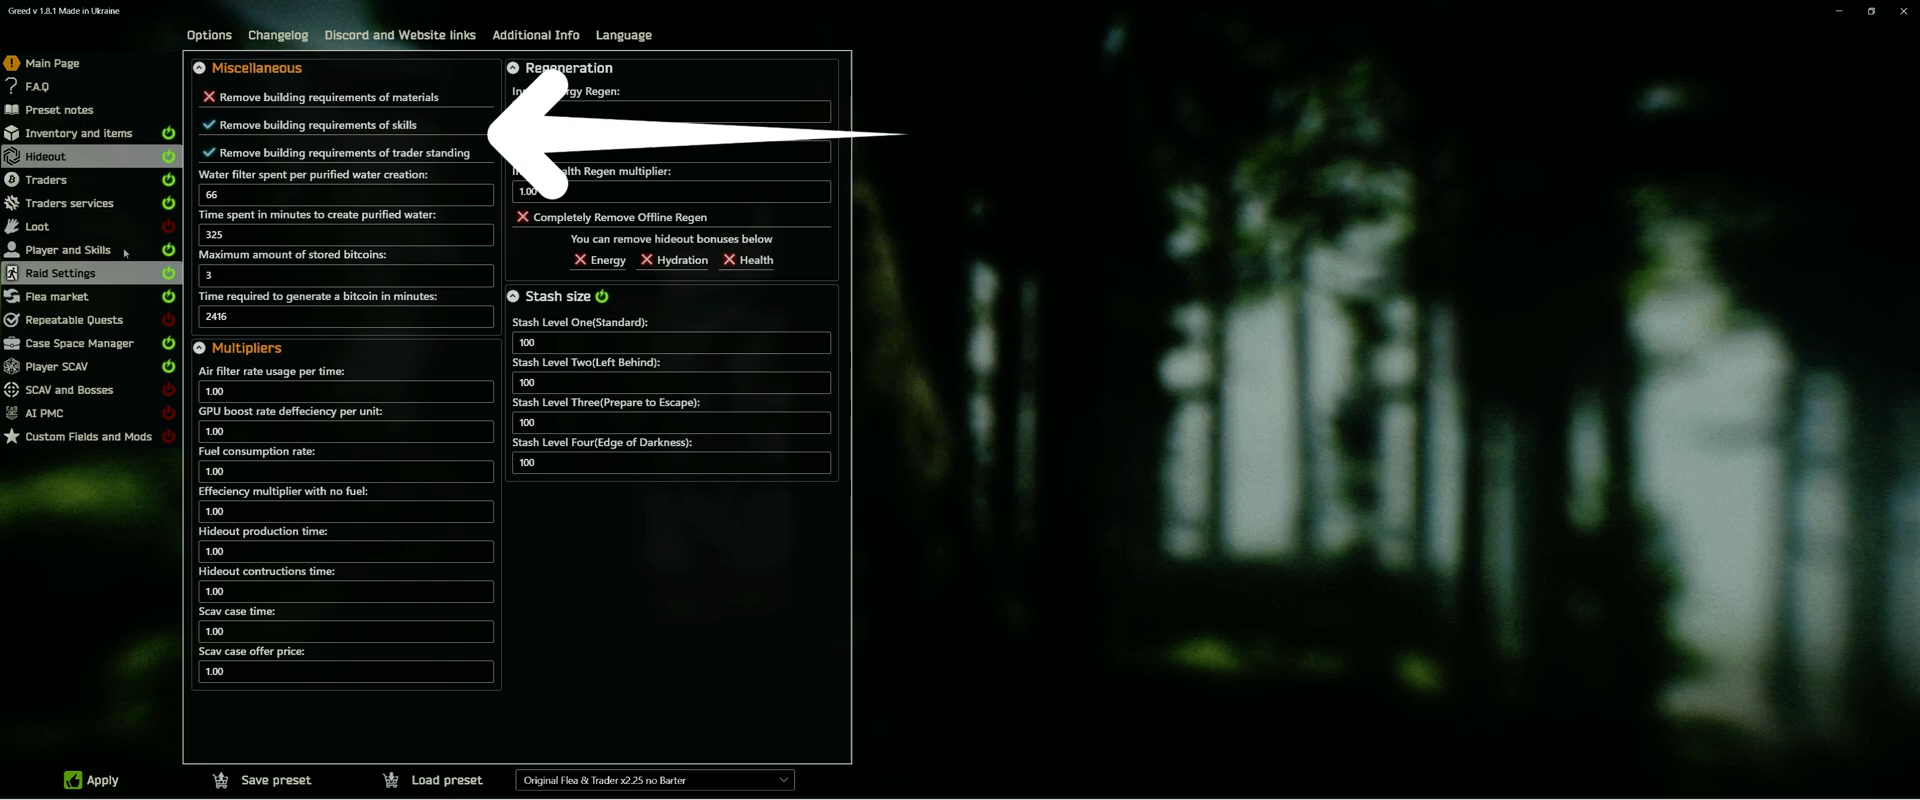 Greed v 1.8.1 Made in Ukraine
Options Changelog Discord and Website links Additional Info Language
Main Page
F.A.Q
Preset notes
Inventory and items
Hideout
Traders
Traders services
Loot
Player and Skills
Raid Settings
Flea market
Repeatable Quests
Case Space Manager
Player SCAV
SCAV and Bosses
AI PMC
Custom Fields and Mods
Miscellaneous
Remove building requirements of materials
Remove building requirements of skills
Remove building requirements of trader standing
Water filter spent per purified water creation:
66
Time spent in minutes to create purified water:
325
Maximum amount of stored bitcoins:
3
Time required to generate a bitcoin in minutes:
2416
Multipliers
Air filter rate usage per time:
1.00
GPU boost rate deffeciency per unit:
1.00
Fuel consumption rate:
1.00
Effeciency multiplier with no fuel:
1.00
Hideout production time:
1.00
Hideout contructions time:
1.00
Scav case time:
1.00
Scav case offer price:
1.00
Regeneration
Regen:
Regen multiplier:
1.00
Completely Remove Offline Regen
You can remove hideout bonuses below
Energy Hydration Health
Stash size
Stash Level One(Standard):
100
Stash Level Two(Left Behind):
100
Stash Level Three(Prepare to Escape):
100
Stash Level Four(Edge of Darkness):
100
Apply Save preset Load preset Original Flea & Trader x2.25 no Barter